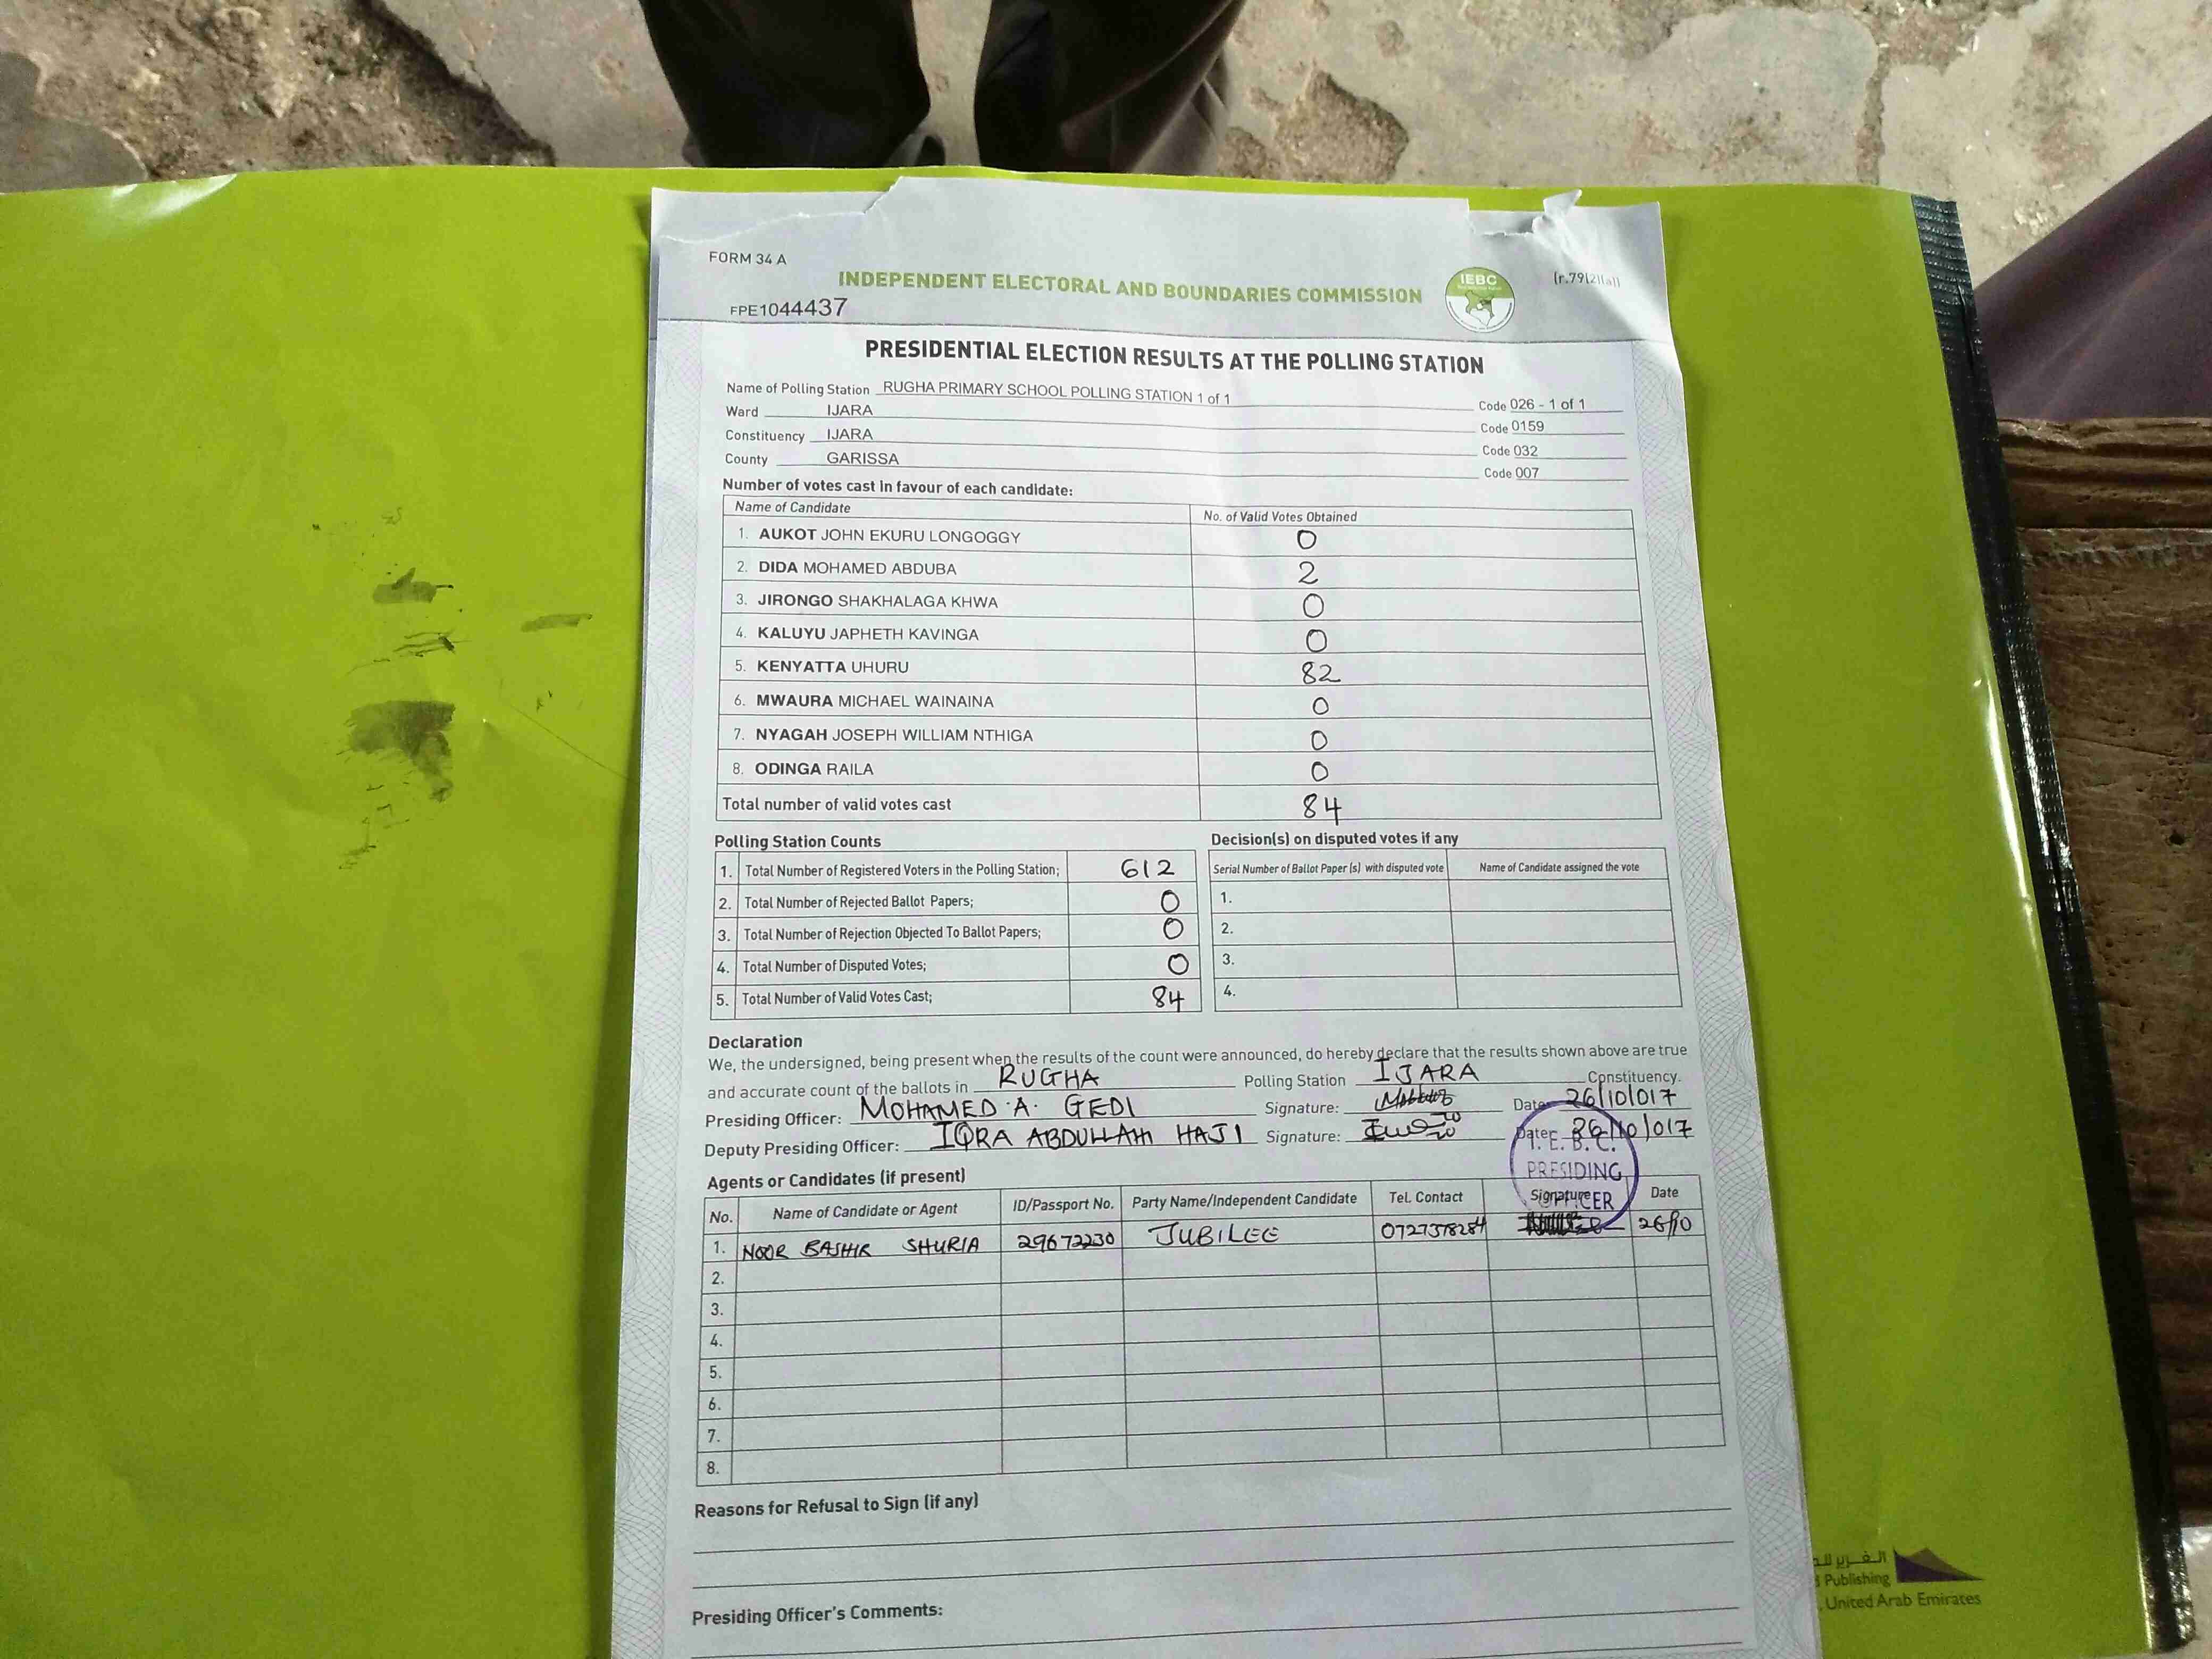 FORM 34 A
INDEPENDENT ELECTORAL AND BOUNDARIES COMMISSION
IEBC
(r.79(2)(a))
FPE1044437
PRESIDENTIAL ELECTION RESULTS AT THE POLLING STATION
Name of Polling Station RUGHA PRIMARY SCHOOL POLLING STATION 1 of 1 Code 026 - 1 of 1
Ward IJARA Code 0159
Constituency IJARA Code 032
County GARISSA Code 007
Number of votes cast in favour of each candidate:
Name of Candidate No. of Valid Votes Obtained
1. AUKOT JOHN EKURU LONGOGGY 0
2. DIDA MOHAMED ABDUBA 2
3. JIRONGO SHAKHALAGA KHWA 0
4. KALUYU JAPHETH KAVINGA 0
5. KENYATTA UHURU 82
6. MWAURA MICHAEL WAINAINA 0
7. NYAGAH JOSEPH WILLIAM NTHIGA 0
8. ODINGA RAILA 0
Total number of valid votes cast 84
Polling Station Counts
1. Total Number of Registered Voters in the Polling Station; 612
2. Total Number of Rejected Ballot Papers; 0
3. Total Number of Rejection Objected To Ballot Papers; 0
4. Total Number of Disputed Votes; 0
5. Total Number of Valid Votes Cast; 84
Decision(s) on disputed votes if any
Serial Number of Ballot Paper (s) with disputed vote Name of Candidate assigned the vote
1.
2.
3.
4.
Declaration
We, the undersigned, being present when the results of the count were announced, do hereby declare that the results shown above are true
and accurate count of the ballots in RUGHA Polling Station IJARA Constituency.
Presiding Officer: MOHAMED A. GEDI Signature: Date: 26/10/017
Deputy Presiding Officer: IQRA ABDULLAHI HAJI Signature: Date: 26/10/017
I. E. B. C.
PRESIDING
OFFICER
Agents or Candidates (if present)
No. Name of Candidate or Agent ID/Passport No. Party Name/Independent Candidate Tel. Contact Signature Date
1. NOOR BASHIR SHURIA 29672230 JUBILEE 0727378284 26/10
2.
3.
4.
5.
6.
7.
8.
Reasons for Refusal to Sign (if any)
Presiding Officer's Comments:
الغرير
Publishing
United Arab Emirates